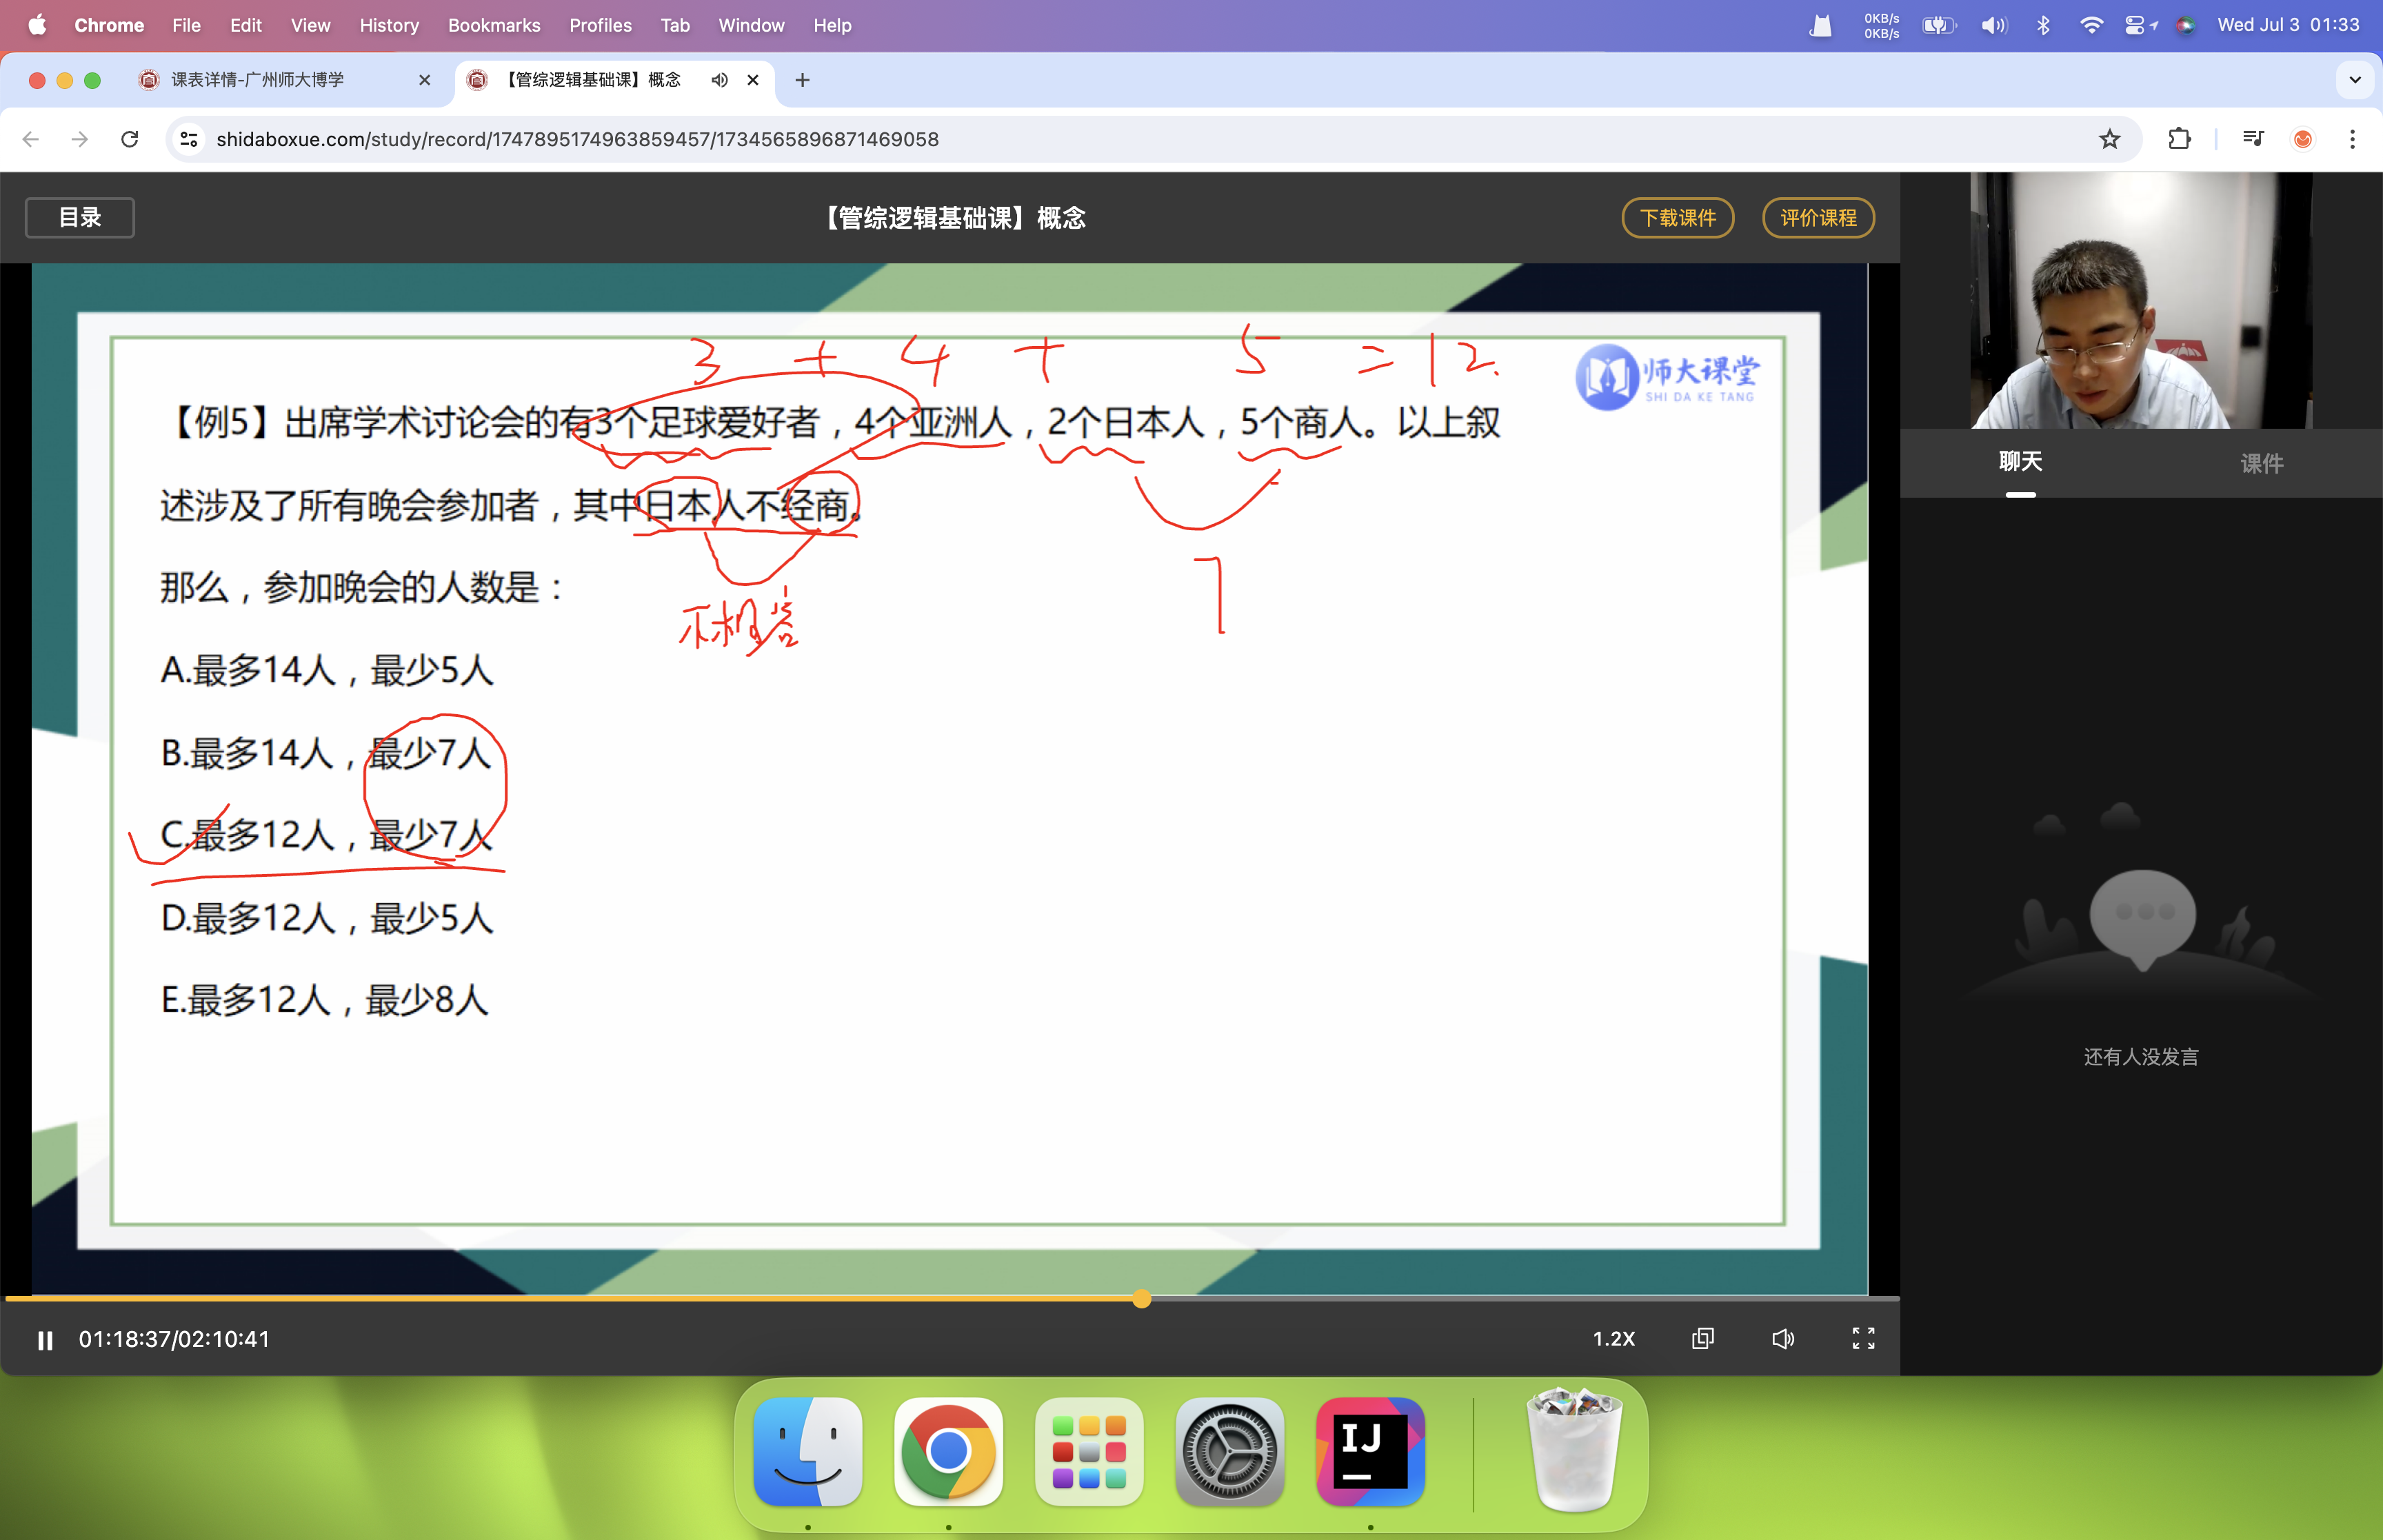 Chrome File Edit View History Bookmarks Profiles Tab Window Help
0KB/s
0KB/s
Wed Jul 3 01:33
课表详情-广州师大博学
【管综逻辑基础课】概念
shidaboxue.com/study/record/1747895174963859457/1734565896871469058
目录
【管综逻辑基础课】概念
下载课件
评价课程
3 + 4 + 5 = 12.
师大课堂
SHI DA KE TANG
【例5】出席学术讨论会的有3个足球爱好者，4个亚洲人，2个日本人，5个商人。以上叙
述涉及了所有晚会参加者，其中日本人不经商。
7
那么，参加晚会的人数是：
不相容
A.最多14人，最少5人
B.最多14人，最少7人
C.最多12人，最少7人
D.最多12人，最少5人
E.最多12人，最少8人
聊天
课件
还有人没发言
01:18:37/02:10:41
1.2X
IJ